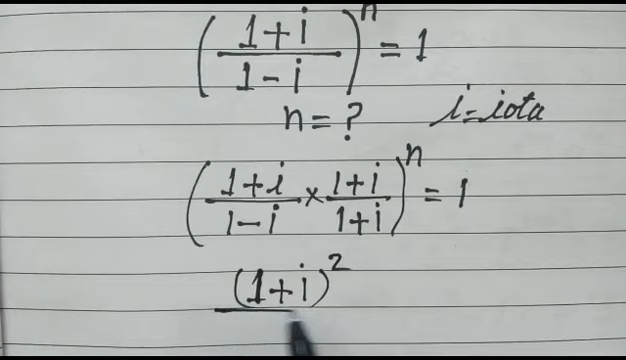 (1+i/1-i)^n = 1
n = ?
i = iota
(1+i/1-i × 1+i/1+i)^n = 1
(1+i)^2